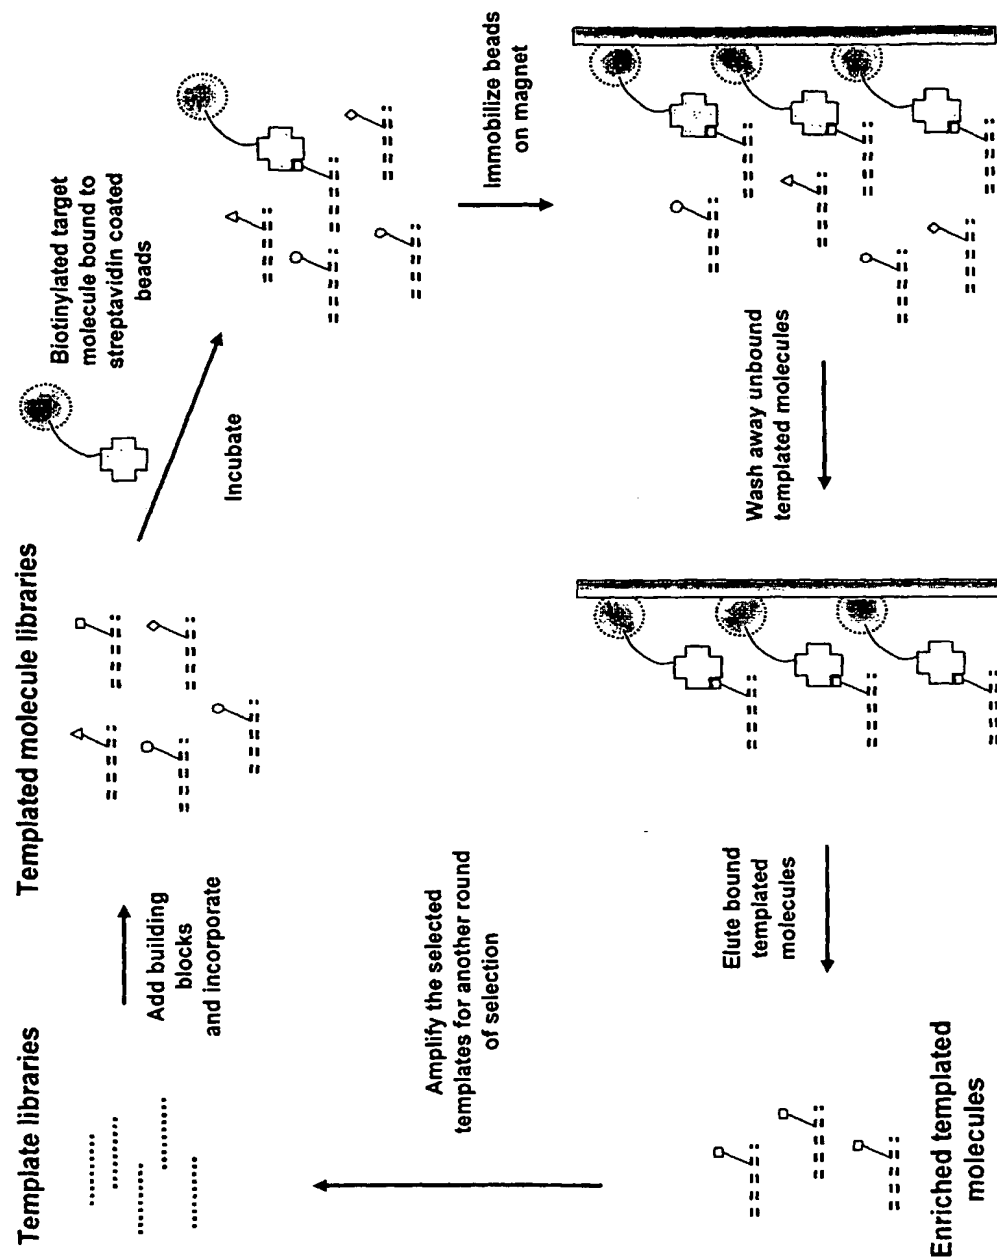 Template libraries
Add building
blocks
and incorporate
Templated molecule libraries
Incubate
Biotinylated target
molecule bound to
streptavidin coated
beads
Immobilize beads
on magnet
Wash away unbound
templated molecules
Elute bound
templated
molecules
Enriched templated
molecules
Amplify the selected
templates for another round
of selection